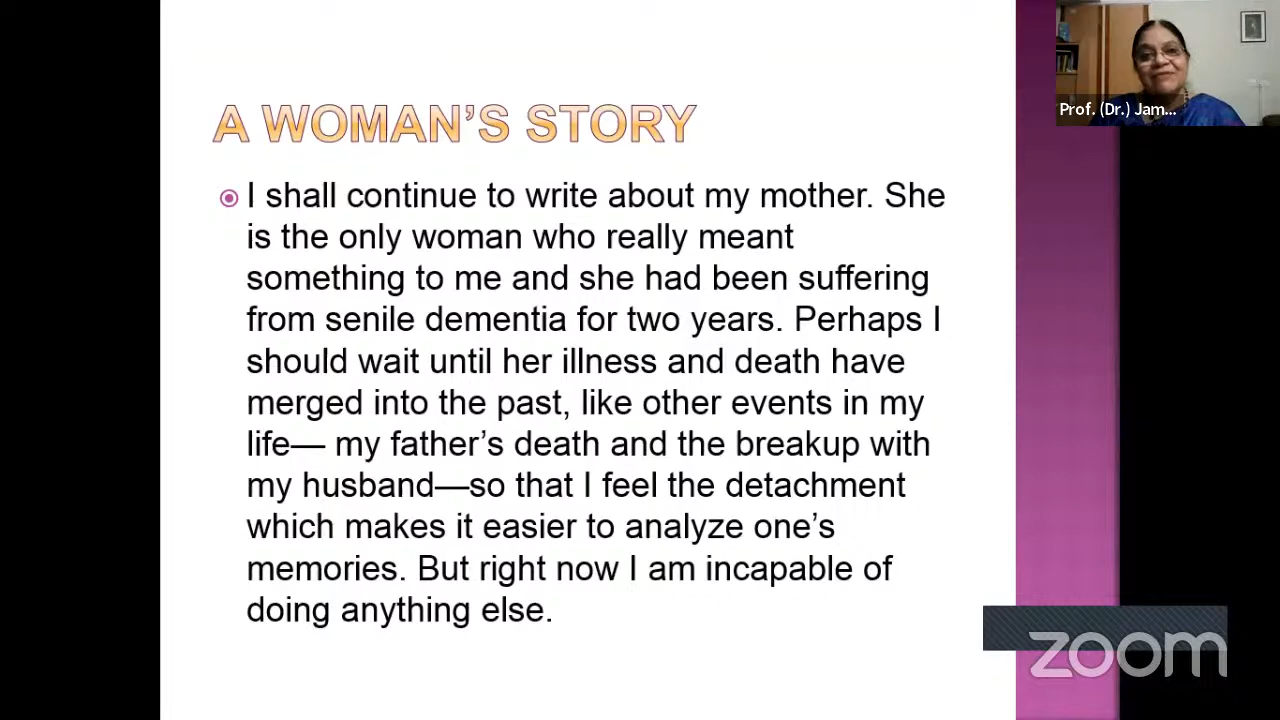 Prof. (Dr.) Jam...
A WOMAN'S STORY
I shall continue to write about my mother. She
is the only woman who really meant
something to me and she had been suffering
from senile dementia for two years. Perhaps I
should wait until her illness and death have
merged into the past, like other events in my
life— my father's death and the breakup with
my husband—so that I feel the detachment
which makes it easier to analyze one's
memories. But right now I am incapable of
doing anything else.
zoom